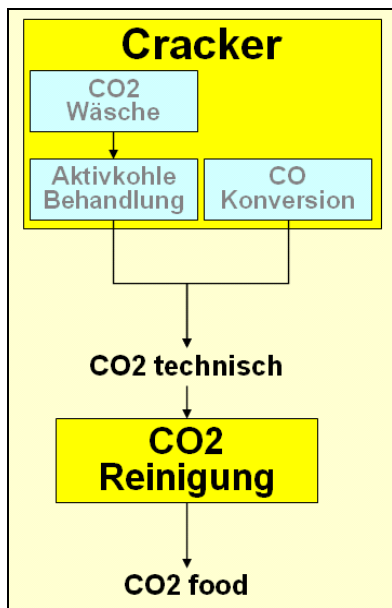 Cracker
CO2
Wäsche
Aktivkohle
Behandlung
CO
Konversion
CO2 technisch
CO2
Reinigung
CO2 food